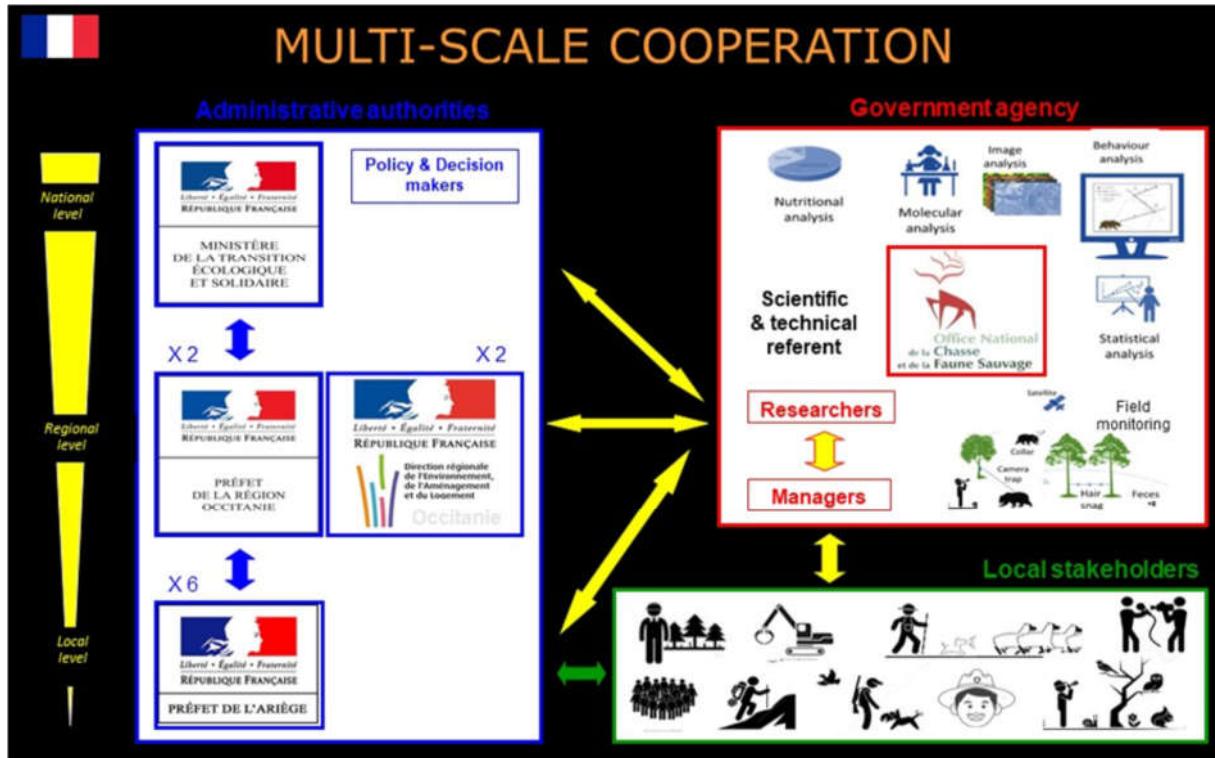 MULTI-SCALE COOPERATION
Administrative authorities
National
level
Regional
level
Local
level
Policy & Decision
makers
Liberté • Égalité • Fraternité
RÉPUBLIQUE FRANÇAISE
MINISTÈRE
DE LA TRANSITION
ÉCOLOGIQUE
ET SOLIDAIRE
X 2
X 2
Liberté • Égalité • Fraternité
RÉPUBLIQUE FRANÇAISE
PRÉFET
DE LA RÉGION
OCCITANIE
Liberté • Égalité • Fraternité
RÉPUBLIQUE FRANÇAISE
Direction régionale
de l'Environnement,
de l'Aménagement
et du Logement
Occitanie
X 6
Liberté • Égalité • Fraternité
RÉPUBLIQUE FRANÇAISE
PRÉFET DE L'ARIÈGE
Government agency
Nutritional analysis
Molecular
analysis
Image
analysis
Behaviour
analysis
Scientific
& technical
referent
Office National
de la Chasse
et de la Faune Sauvage
Statistical
analysis
Researchers
Managers
Satellite
Field
monitoring
Collar
Camera
trap
Hair
snag
Feces
Local stakeholders